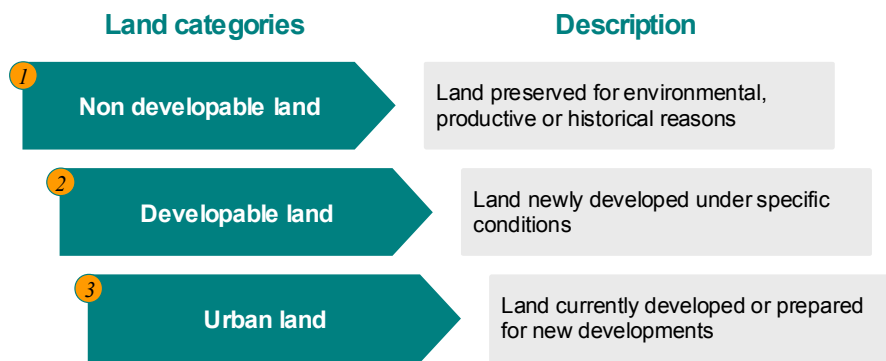 Land categories
Description
1
Non developable land
Land preserved for environmental,
productive or historical reasons
2
Developable land
Land newly developed under specific
conditions
3
Urban land
Land currently developed or prepared
for new developments